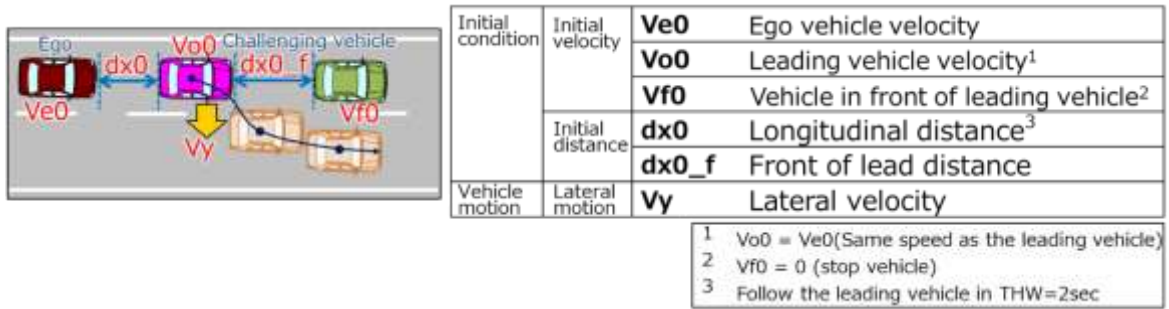 Ego
Vo0 Challenging vehicle
dx0
dx0_f
Ve0
Vf0
Vy
Initial condition
Initial velocity
Ve0 Ego vehicle velocity
Vo0 Leading vehicle velocity1
Vf0 Vehicle in front of leading vehicle2
Initial distance
dx0 Longitudinal distance3
dx0_f Front of lead distance
Vehicle motion
Lateral motion
Vy Lateral velocity
1 Vo0 = Ve0(Same speed as the leading vehicle)
2 Vf0 = 0 (stop vehicle)
3 Follow the leading vehicle in THW=2sec